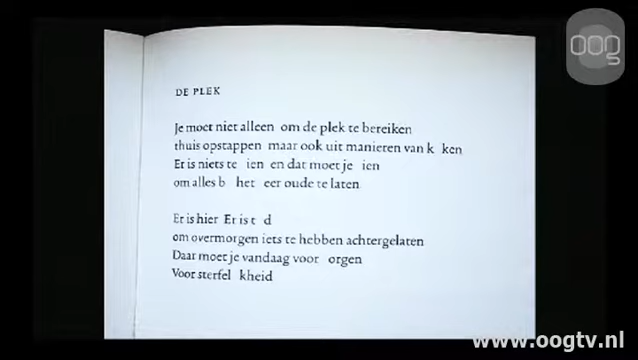 oog
DE PLEK
Je moet niet alleen om de plek te bereiken
thuis opstappen maar ook uit manieren van k ken
Er is niets te ien en dat moet je ien
om alles b het eer oude te laten
Er is hier Er is t d
om overmorgen iets te hebben achtergelaten
Daar moet je vandaag voor orgen
Voor sterfel kheid
www.oogtv.nl